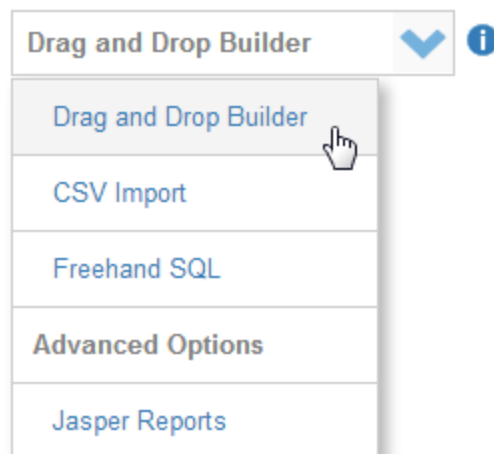 Drag and Drop Builder
Drag and Drop Builder
CSV Import
Freehand SQL
Advanced Options
Jasper Reports